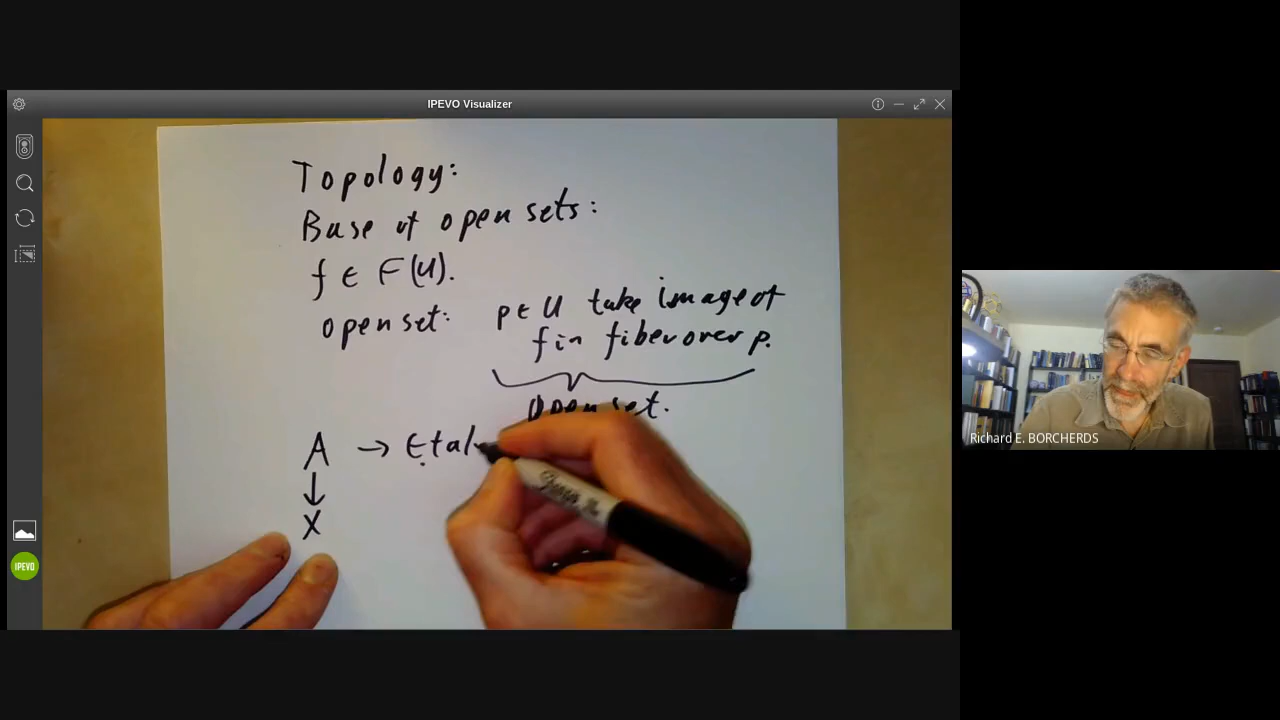 IPEVO Visualizer
Topology:
Base of open sets:
f ∈ F(U).
open set: p ∈ U take image of
f in fiber over p.
open set.
A → Etal
↓
X
Richard E. BORCHERDS
IPEVO